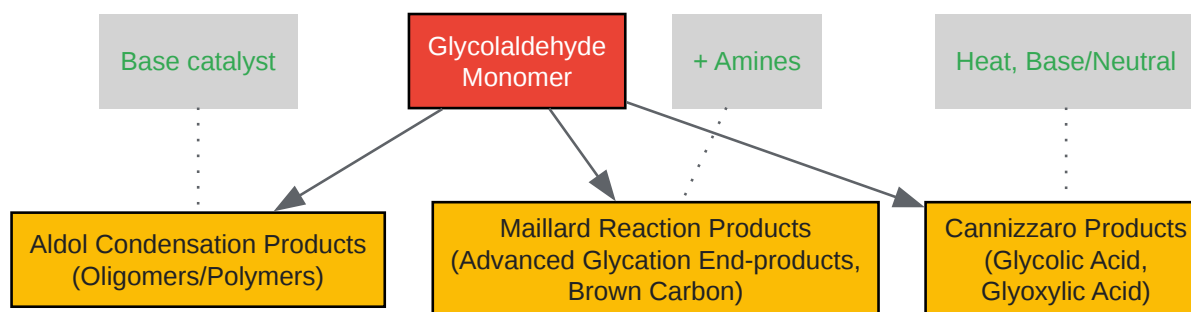 Base catalyst
Glycolaldehyde
Monomer
+ Amines
Heat, Base/Neutral
Aldol Condensation Products
(Oligomers/Polymers)
Maillard Reaction Products
(Advanced Glycation End-products,
Brown Carbon)
Cannizzaro Products
(Glycolic Acid,
Glyoxylic Acid)